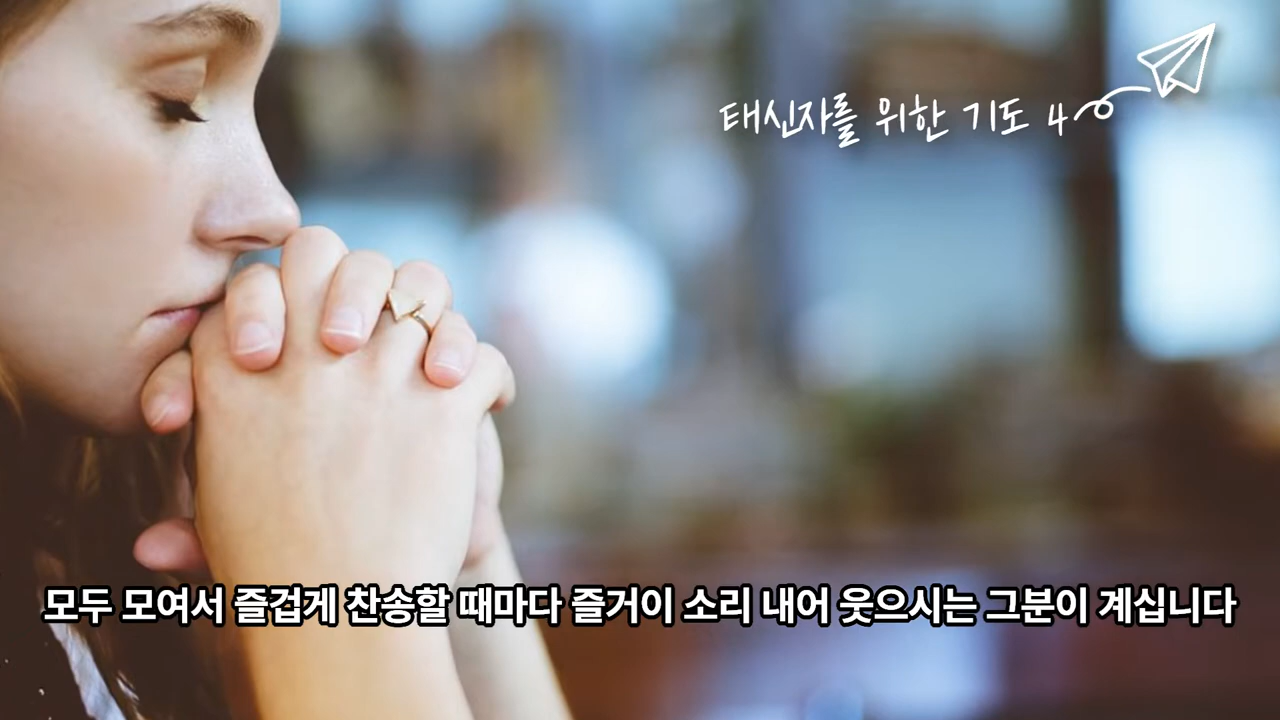 태신자를 위한 기도 4
모두 모여서 즐겁게 찬송할 때마다 즐거이 소리 내어 웃으시는 그분이 계십니다